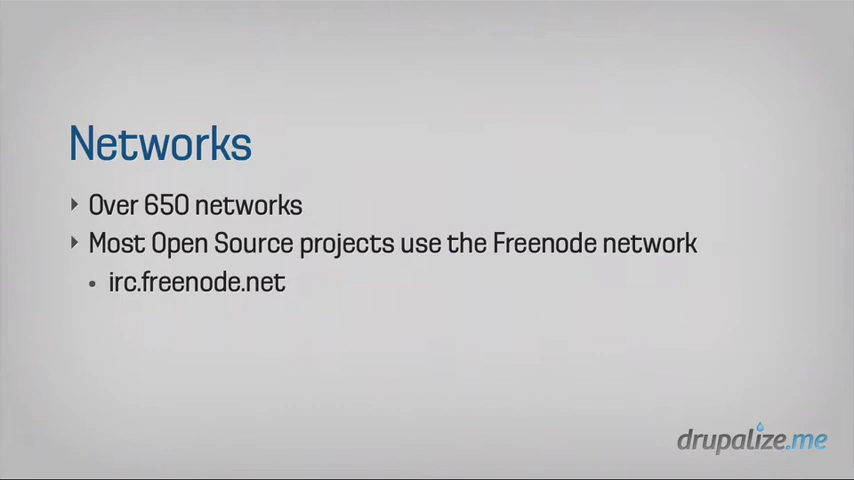 Networks
Over 650 networks
Most Open Source projects use the Freenode network
irc.freenode.net
drupalize.me